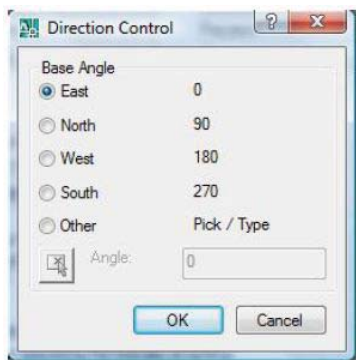 Direction Control
Base Angle
East 0
North 90
West 180
South 270
Other Pick / Type
Angle: 0
OK Cancel